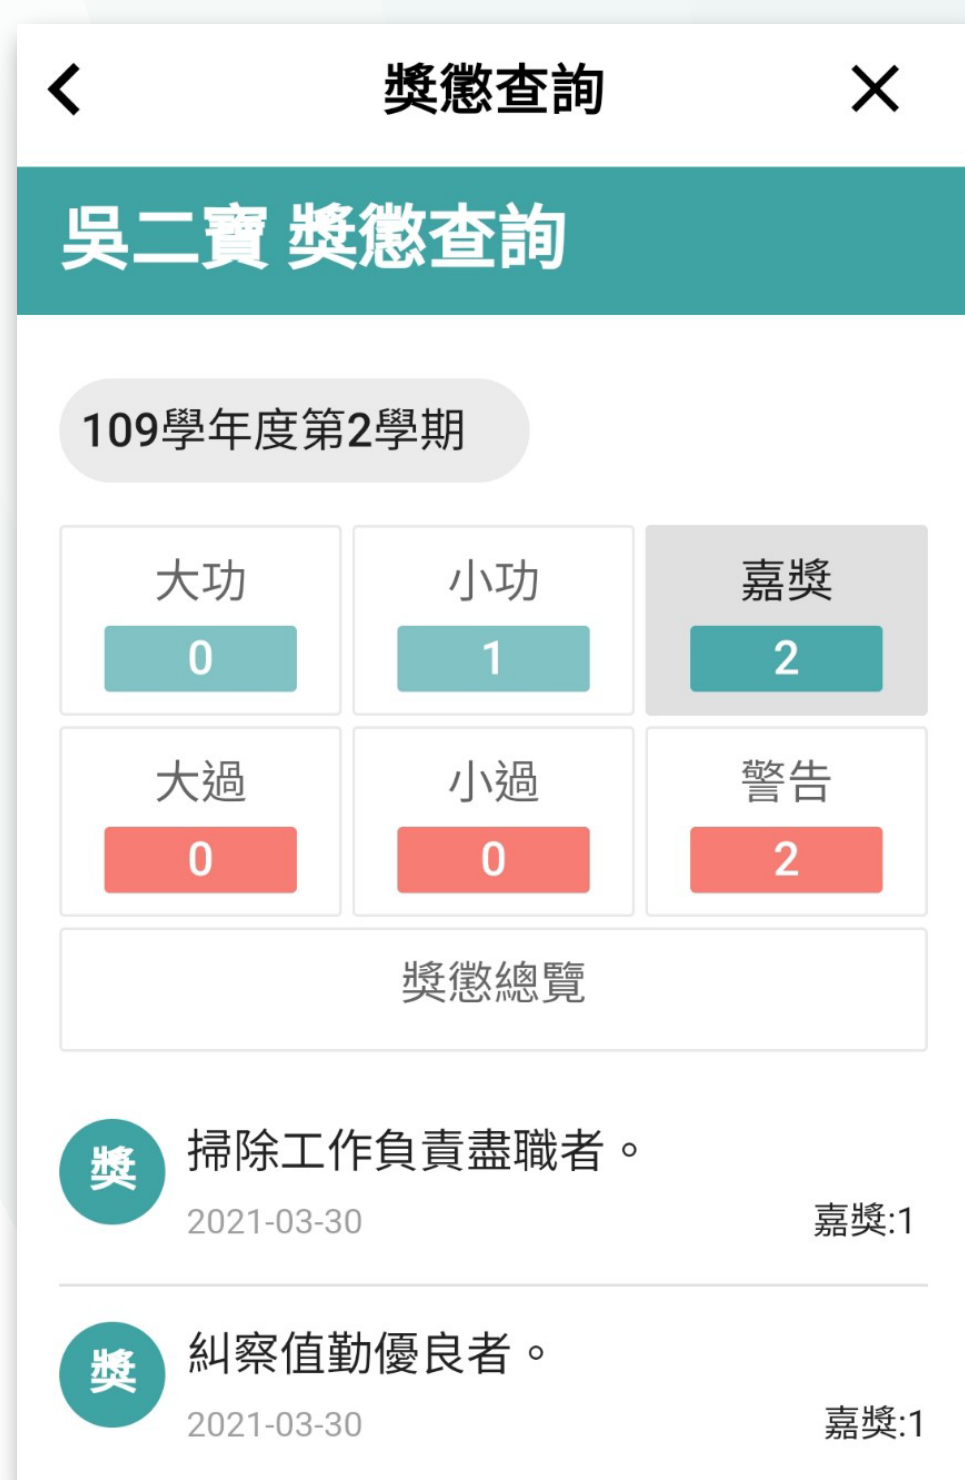 獎懲查詢
吳二寶 獎懲查詢
109學年度第2學期
大功 小功 嘉獎
0 1 2
大過 小過 警告
0 0 2
獎懲總覽
獎 掃除工作負責盡職者。
2021-03-30 嘉獎:1
獎 糾察值勤優良者。
2021-03-30 嘉獎:1